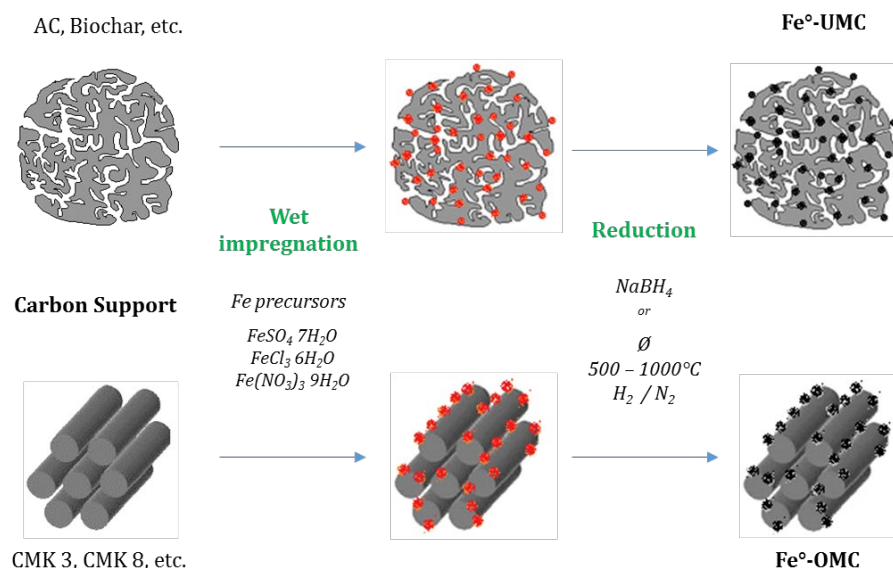 AC, Biochar, etc.
Fe°-UMC
Wet
impregnation
Reduction
Carbon Support
Fe precursors
FeSO₄ 7H₂O
FeCl₃ 6H₂O
Fe(NO₃)₃ 9H₂O
NaBH₄
or
Ø
500 – 1000°C
H₂ / N₂
CMK 3, CMK 8, etc.
Fe°-OMC